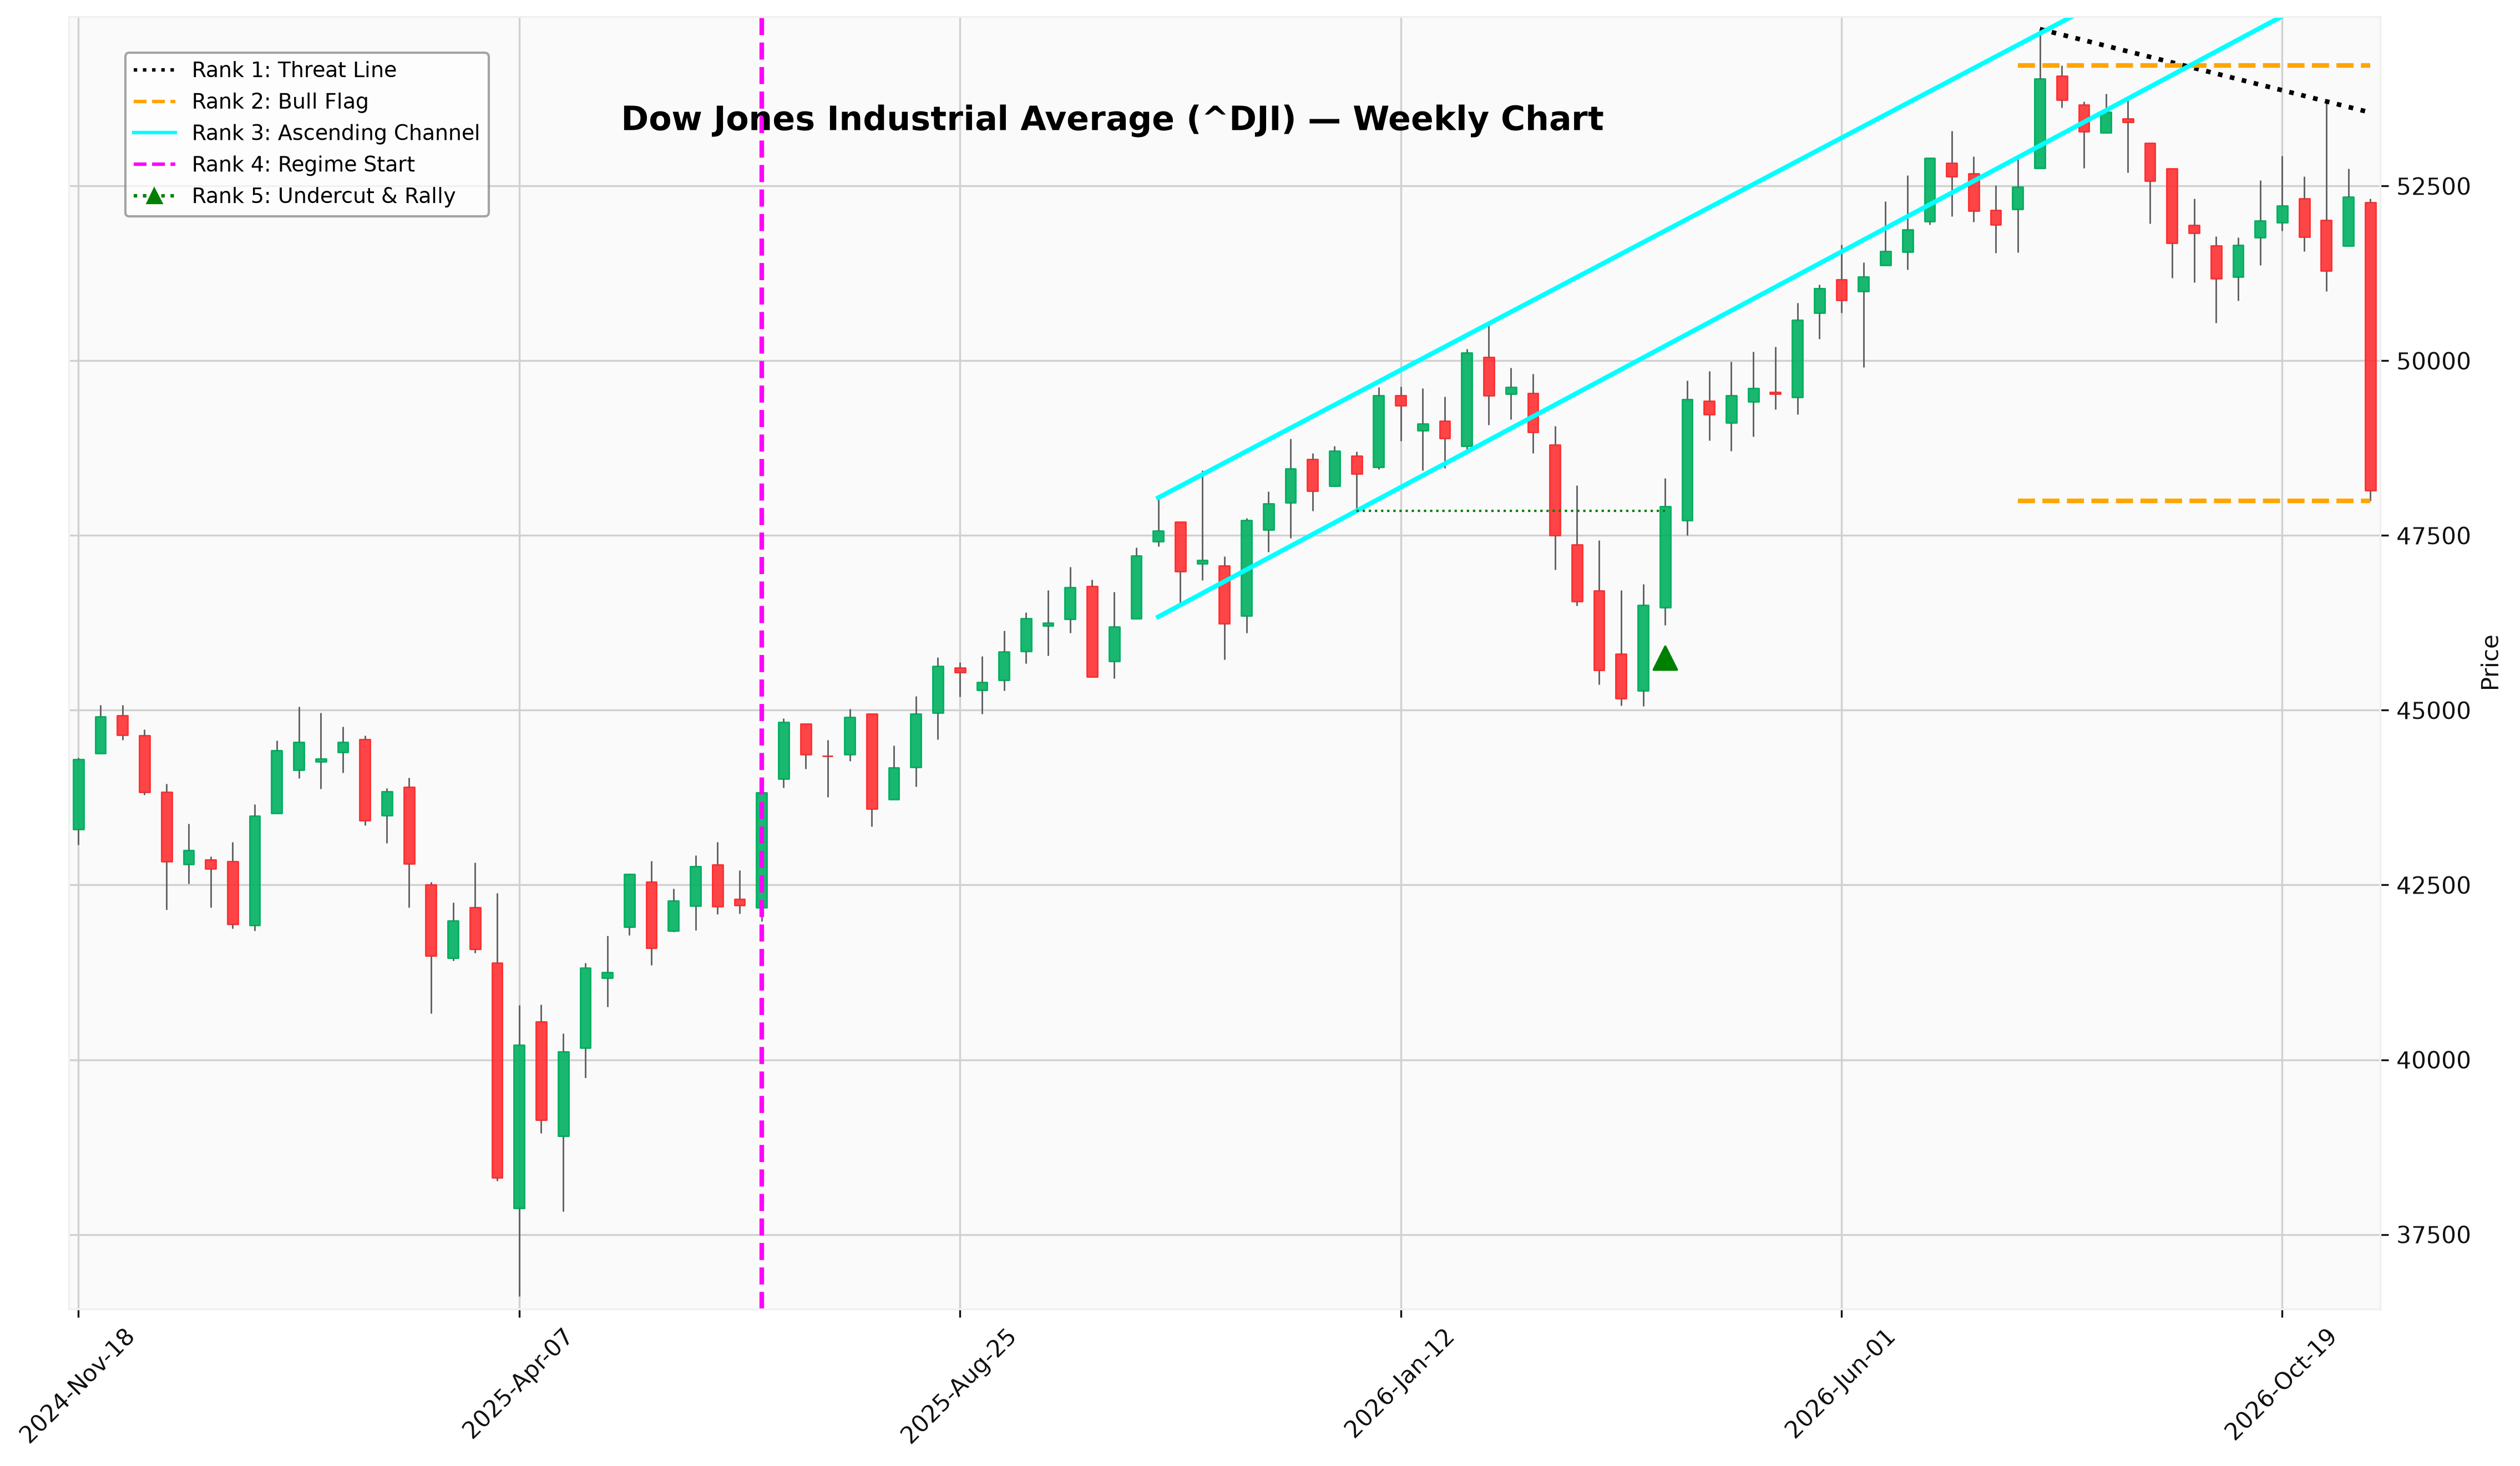 Rank 1: Threat Line
Rank 2: Bull Flag
Rank 3: Ascending Channel
Rank 4: Regime Start
Rank 5: Undercut & Rally
Dow Jones Industrial Average (^DJI) — Weekly Chart
52500
50000
47500
45000
42500
40000
37500
Price
2024-Nov-18
2025-Apr-07
2025-Aug-25
2026-Jan-12
2026-Jun-01
2026-Oct-19